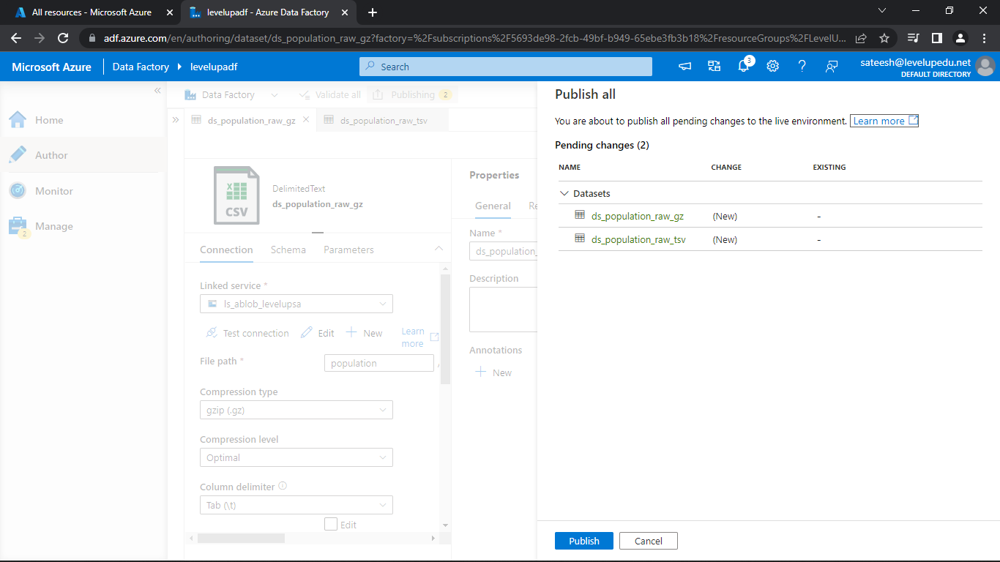 All resources - Microsoft Azure
levelupadf - Azure Data Factory
adf.azure.com/en/authoring/dataset/ds_population_raw_gz?factory=%2Fsubscriptions%2F5693de98-2fcb-49bf-b949-65ebe3fb3b18%2FresourceGroups%2FLevelU...
Microsoft Azure
Data Factory
levelupadf
Search
3
sateesh@levelupedu.net
DEFAULT DIRECTORY
Home
Author
Monitor
Manage
2
Data Factory
Validate all
Publishing
2
ds_population_raw_gz
ds_population_raw_tsv
CSV
DelimitedText
ds_population_raw_gz
Connection
Schema
Parameters
Linked service *
ls_ablob_levelupsa
Test connection
Edit
New
Learn
more
File path *
population
/
Compression type
gzip (.gz)
Compression level
Optimal
Column delimiter
Tab (\t)
Edit
Properties
General
Re
Name *
ds_population_
Description
Annotations
New
Publish all
You are about to publish all pending changes to the live environment. Learn more
Pending changes (2)
NAME CHANGE EXISTING
Datasets
ds_population_raw_gz (New) -
ds_population_raw_tsv (New) -
Publish
Cancel